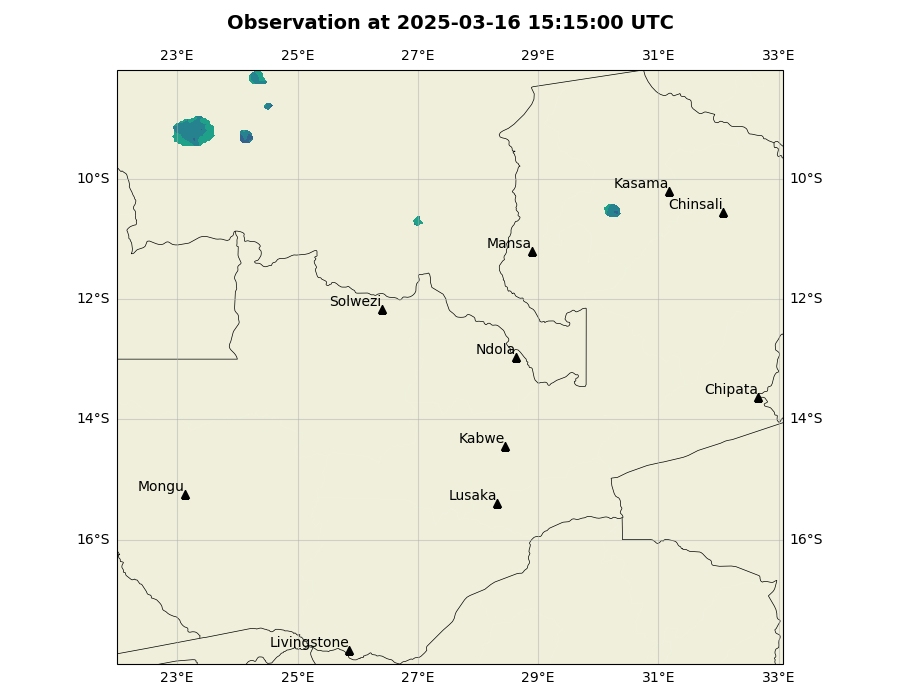 Observation at 2025-03-16 15:15:00 UTC
23°E 25°E 27°E 29°E 31°E 33°E
10°S 10°S
Kasama
Chinsali
Mansa
12°S 12°S
Solwezi
Ndola
Chipata
14°S 14°S
Kabwe
Mongu
Lusaka
16°S 16°S
Livingstone
23°E 25°E 27°E 29°E 31°E 33°E